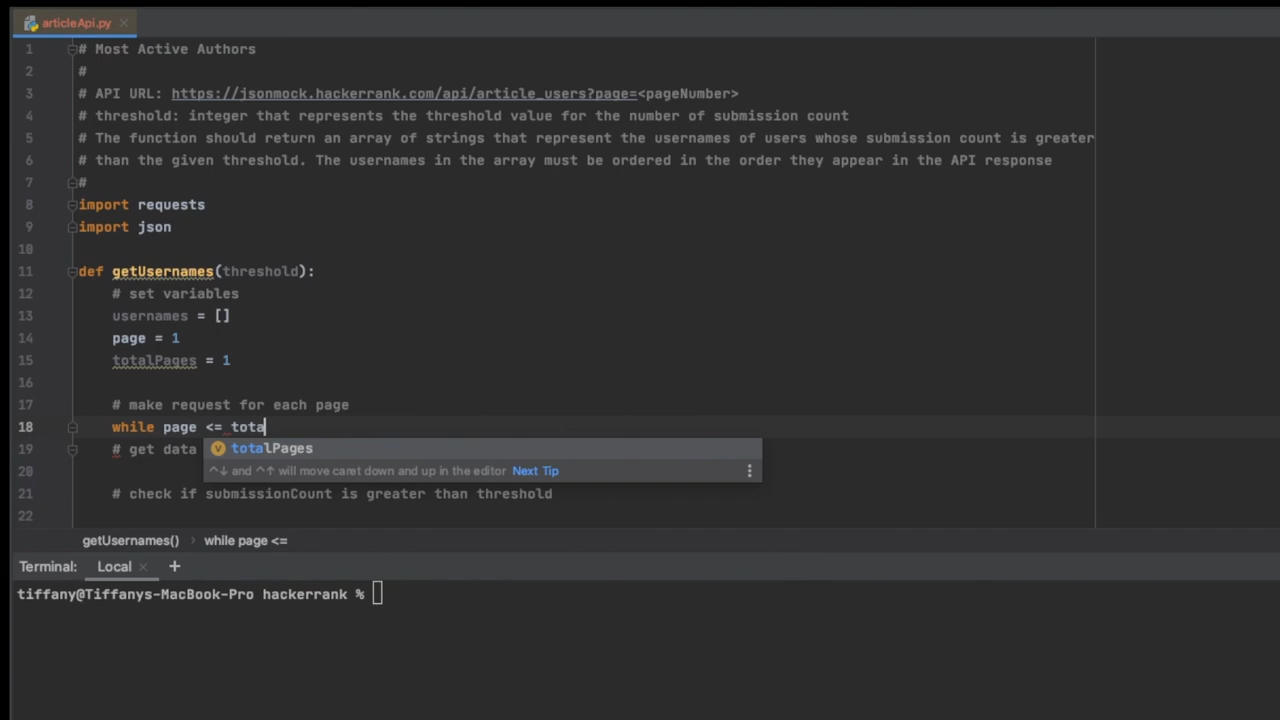 articleApi.py
1 # Most Active Authors
2 #
3 # API URL: https://jsonmock.hackerrank.com/api/article_users?page=<pageNumber>
4 # threshold: integer that represents the threshold value for the number of submission count
5 # The function should return an array of strings that represent the usernames of users whose submission count is greater
6 # than the given threshold. The usernames in the array must be ordered in the order they appear in the API response
7 #
8 import requests
9 import json
10
11 def getUsernames(threshold):
12 # set variables
13 usernames = []
14 page = 1
15 totalPages = 1
16
17 # make request for each page
18 while page <= tota
19 # get data
totalPages
^↓ and ^↑ will move caret down and up in the editor Next Tip
20
21 # check if submissionCount is greater than threshold
22
getUsernames() › while page <=
Terminal: Local × +
tiffany@Tiffanys-MacBook-Pro hackerrank %